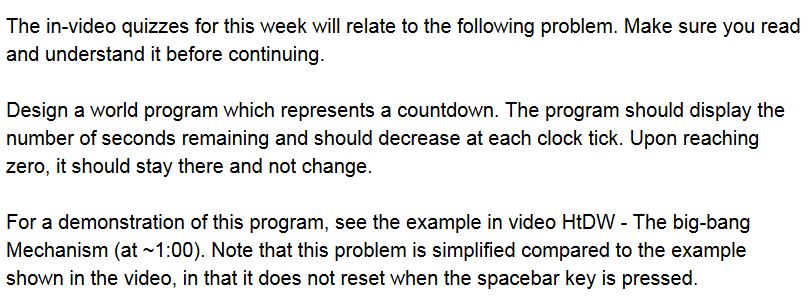 The in-video quizzes for this week will relate to the following problem. Make sure you read
and understand it before continuing.
Design a world program which represents a countdown. The program should display the
number of seconds remaining and should decrease at each clock tick. Upon reaching
zero, it should stay there and not change.
For a demonstration of this program, see the example in video HtDW - The big-bang
Mechanism (at ~1:00). Note that this problem is simplified compared to the example
shown in the video, in that it does not reset when the spacebar key is pressed.